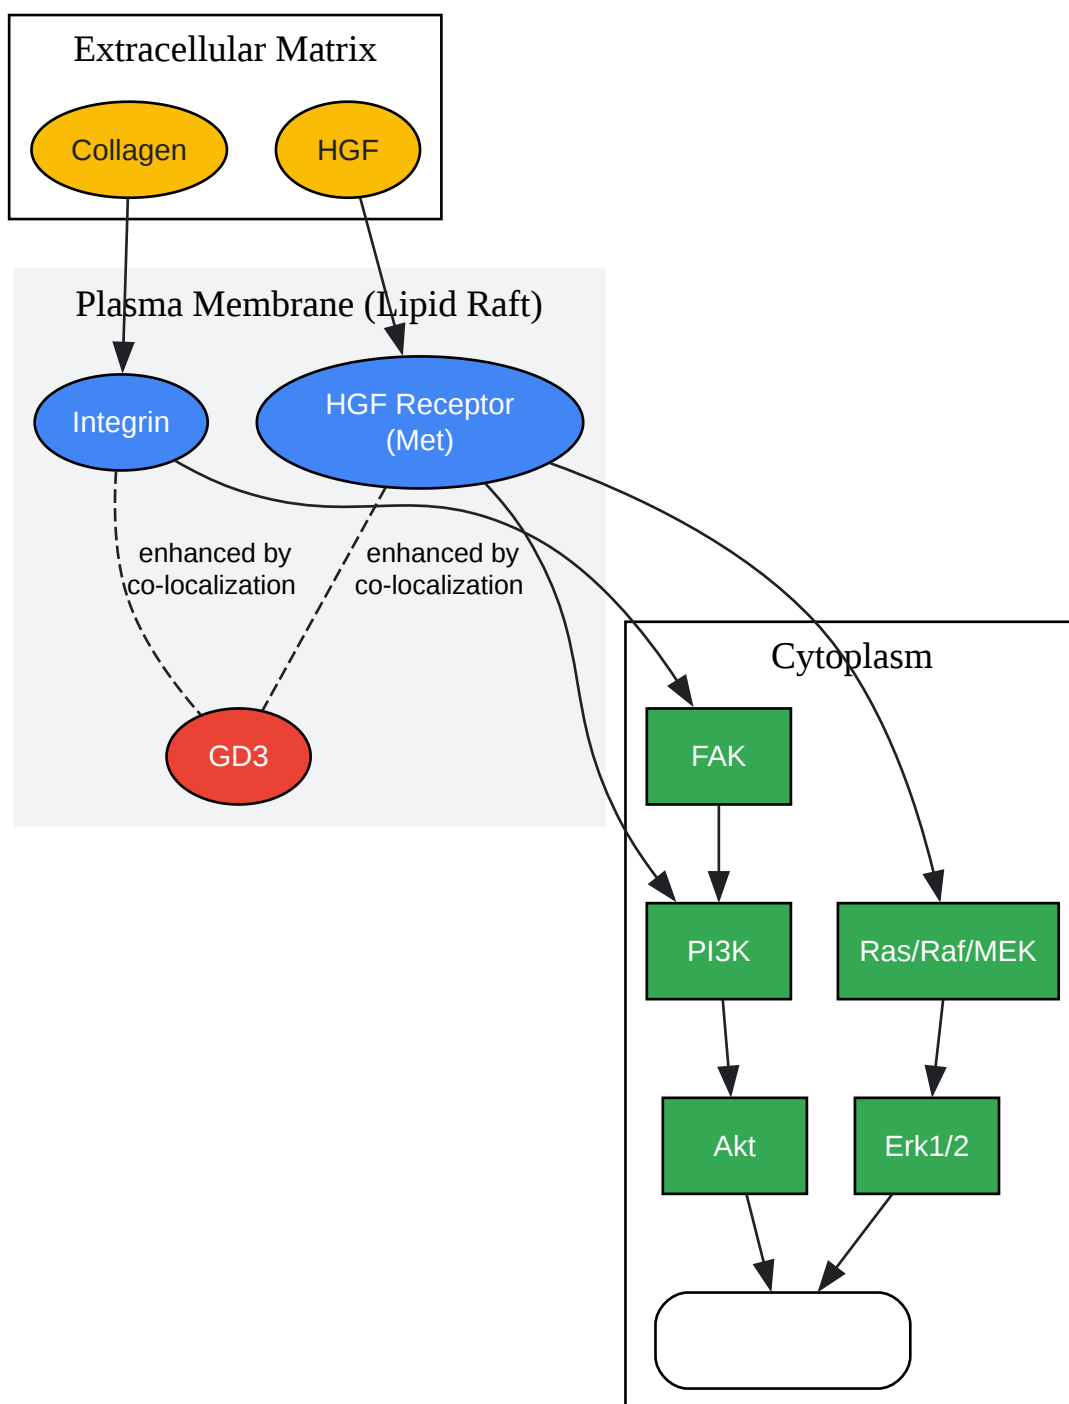 Extracellular Matrix
Collagen
HGF
Plasma Membrane (Lipid Raft)
Integrin
HGF Receptor
(Met)
enhanced by
co-localization
enhanced by
co-localization
GD3
Cytoplasm
FAK
PI3K
Ras/Raf/MEK
Akt
Erk1/2